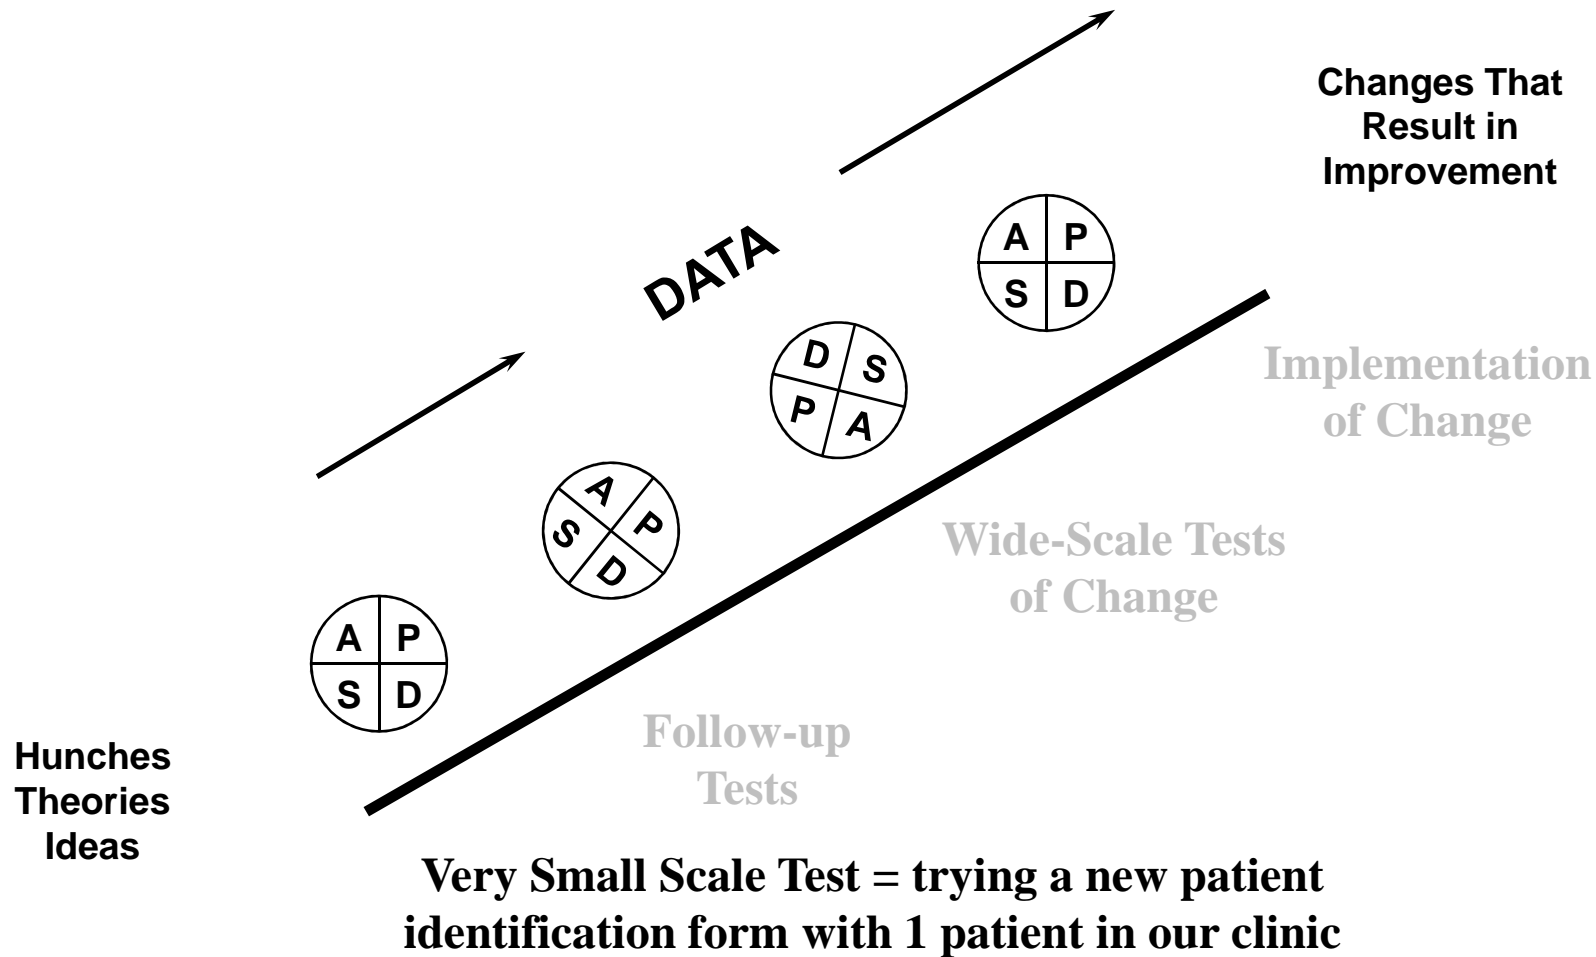 Changes That
Result in
Improvement
DATA
A P
S D
D S
P A
A
S P
D
A P
S D
Implementation
of Change
Wide-Scale Tests
of Change
Follow-up
Tests
Hunches
Theories
Ideas
Very Small Scale Test = trying a new patient
identification form with 1 patient in our clinic